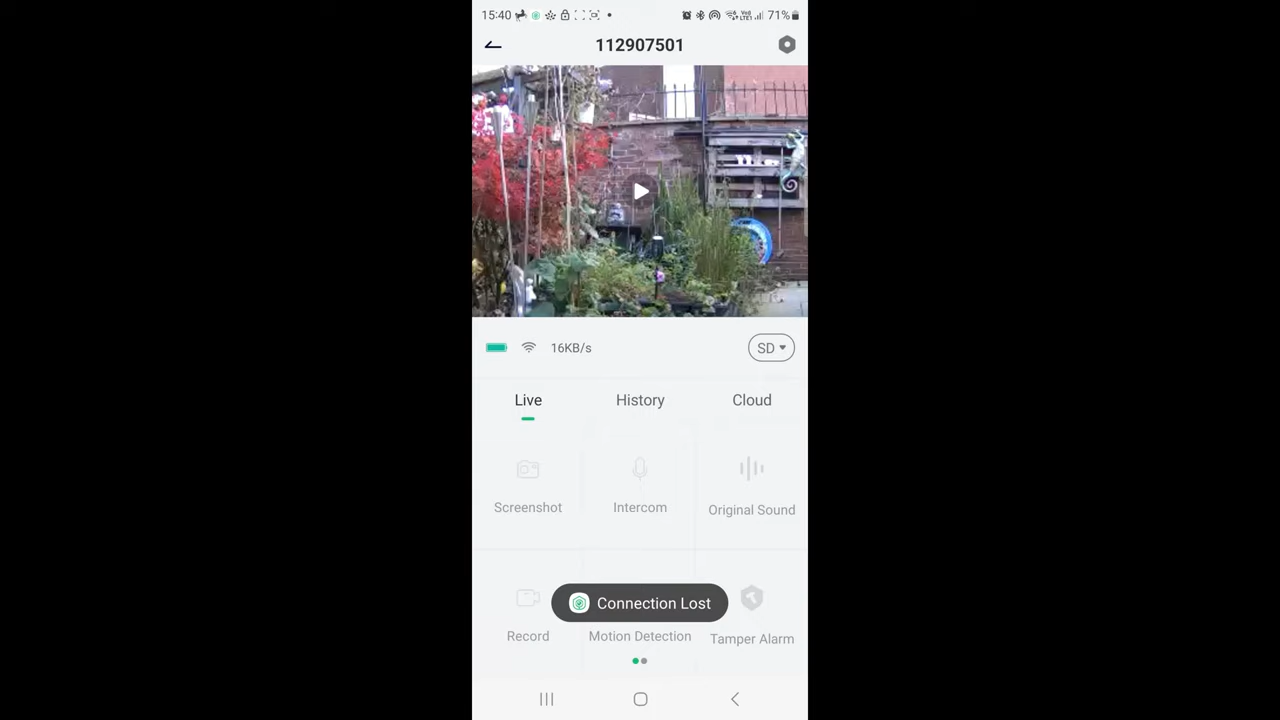 15:40 71%
112907501
16KB/s SD
Live History Cloud
Screenshot Intercom Original Sound
Connection Lost
Record Motion Detection Tamper Alarm